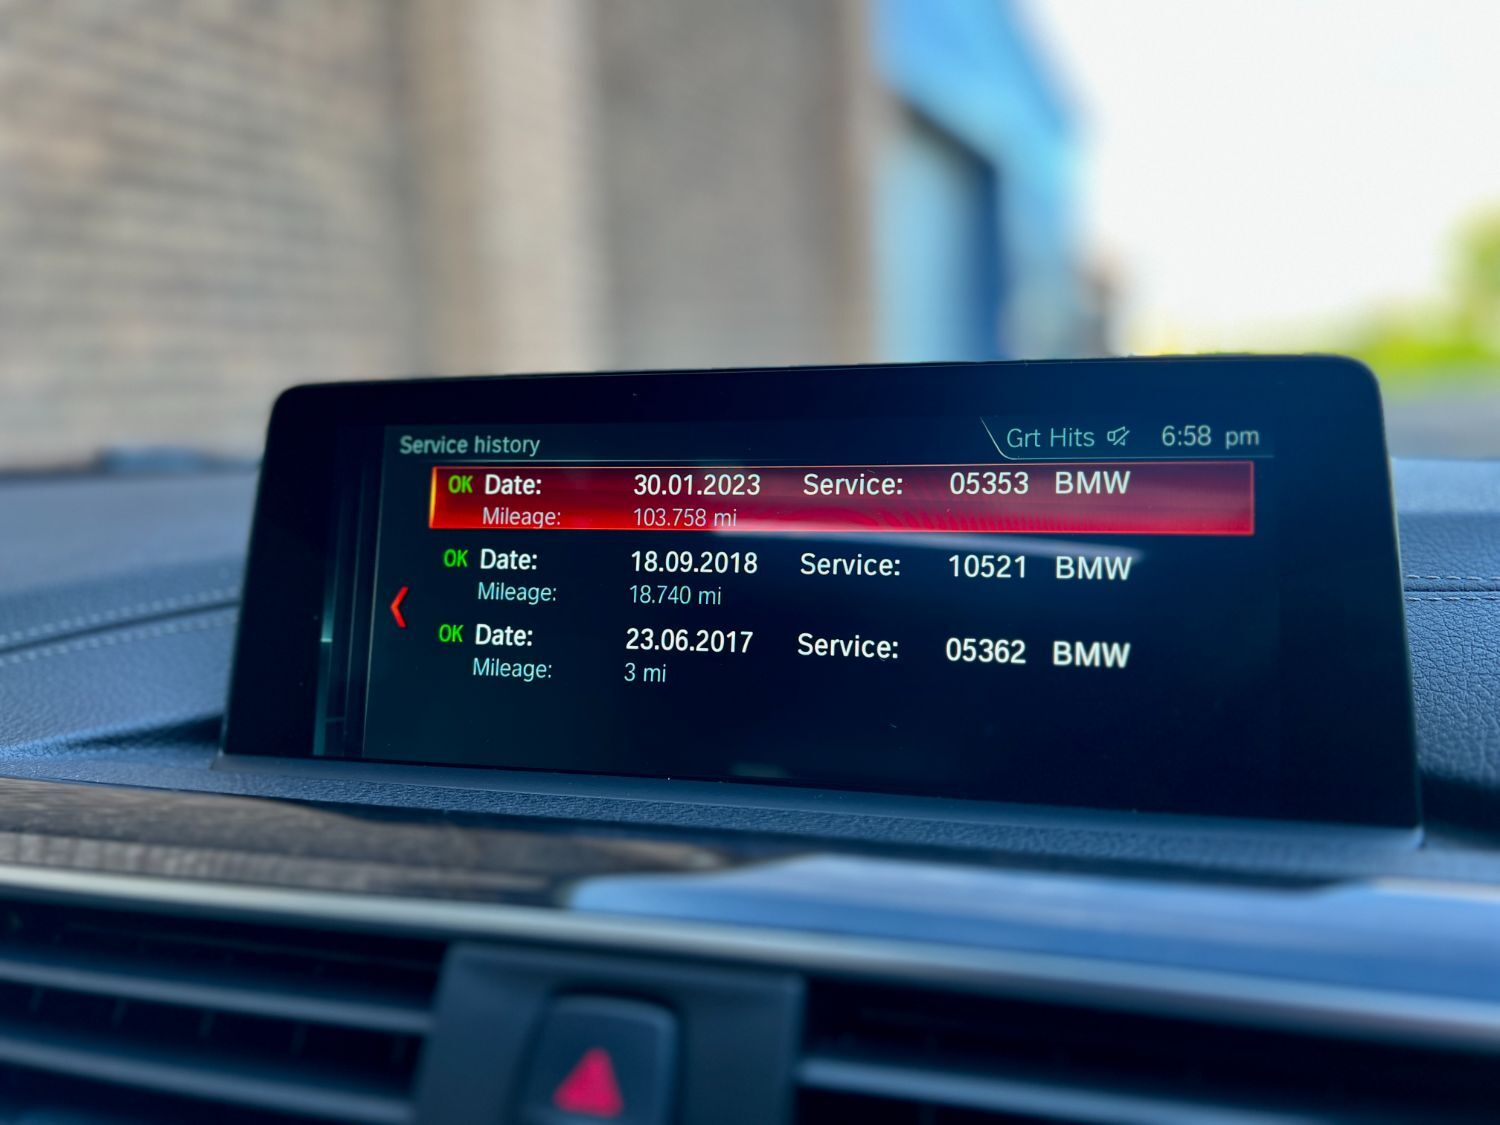 Service history Grt Hits 6:58 pm
OK Date: 30.01.2023 Service: 05353 BMW
Mileage: 103.758 mi
OK Date: 18.09.2018 Service: 10521 BMW
Mileage: 18.740 mi
OK Date: 23.06.2017 Service: 05362 BMW
Mileage: 3 mi